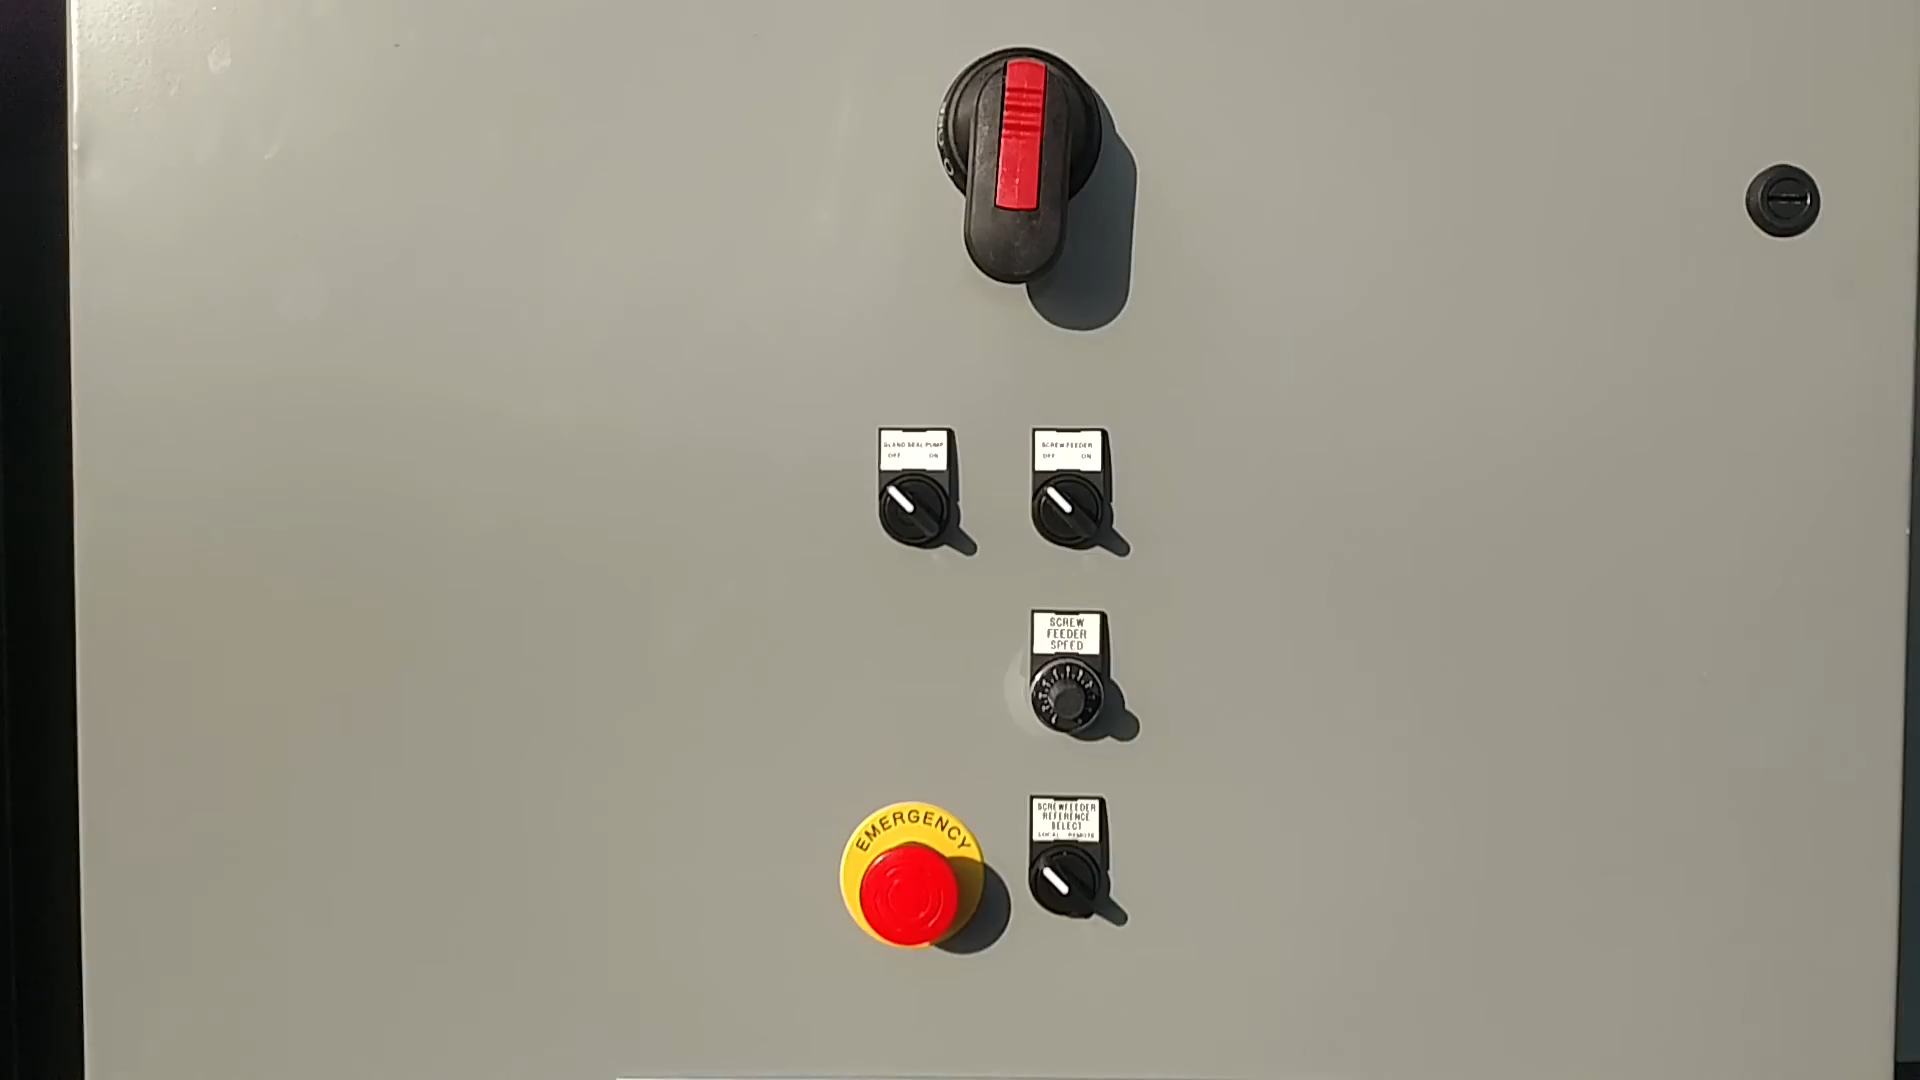 GLAND SEAL PUMP
OFF ON
SCREW FEEDER
OFF ON
SCREW
FEEDER
SPEED
EMERGENCY
SCREWFEEDER
REFERENCE
SELECT
LOCAL REMOTE